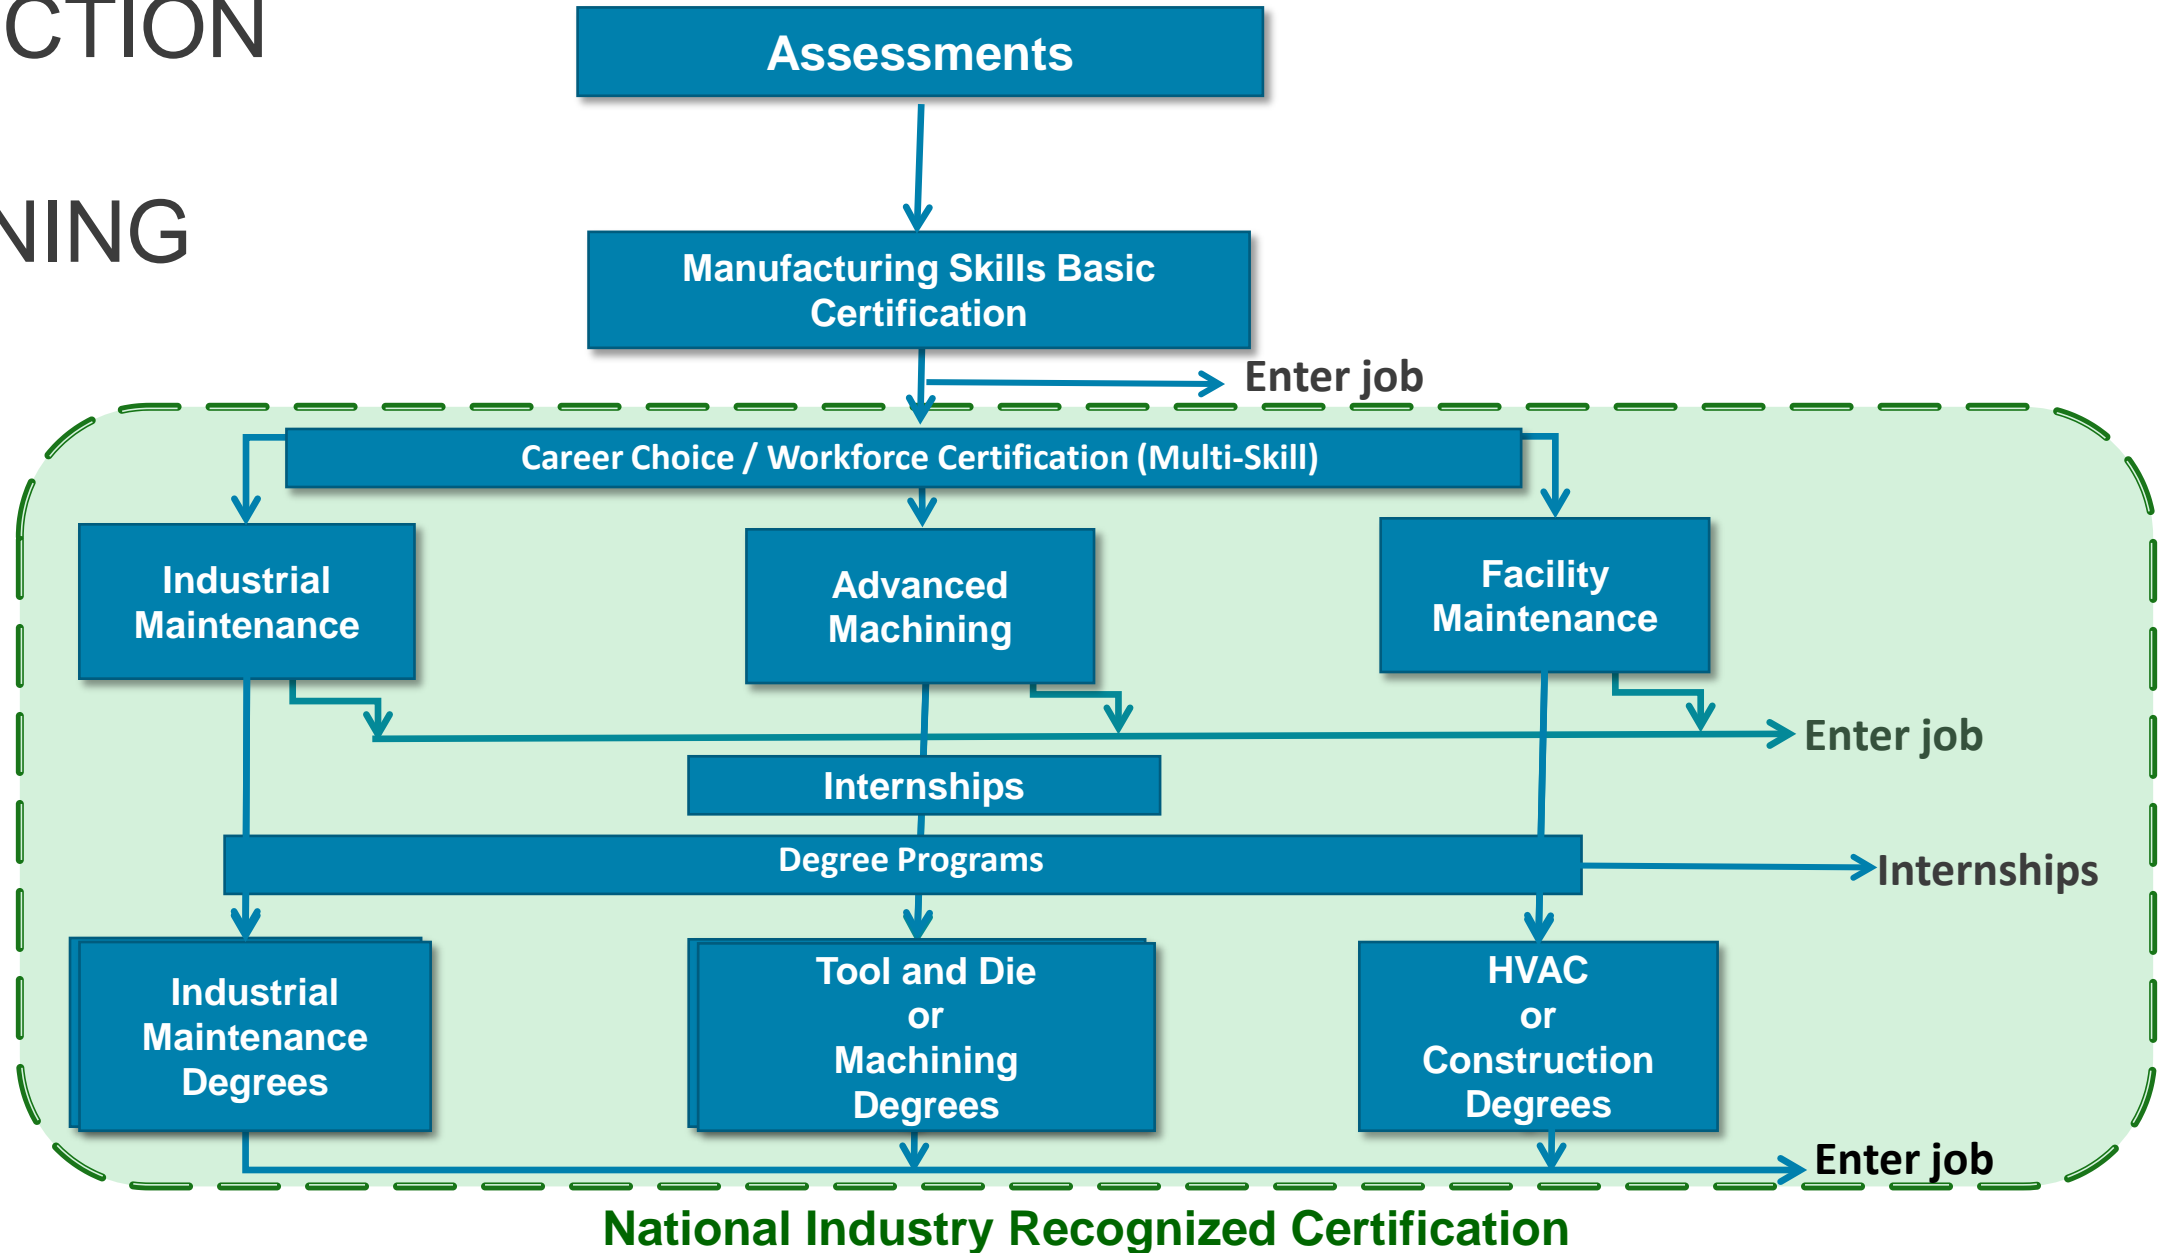 CTION
NING
Assessments
Manufacturing Skills Basic
Certification
Enter job
Career Choice / Workforce Certification (Multi-Skill)
Industrial
Maintenance
Advanced
Machining
Facility
Maintenance
Enter job
Internships
Degree Programs
Internships
Industrial
Maintenance
Degrees
Tool and Die
or
Machining
Degrees
HVAC
or
Construction
Degrees
Enter job
National Industry Recognized Certification